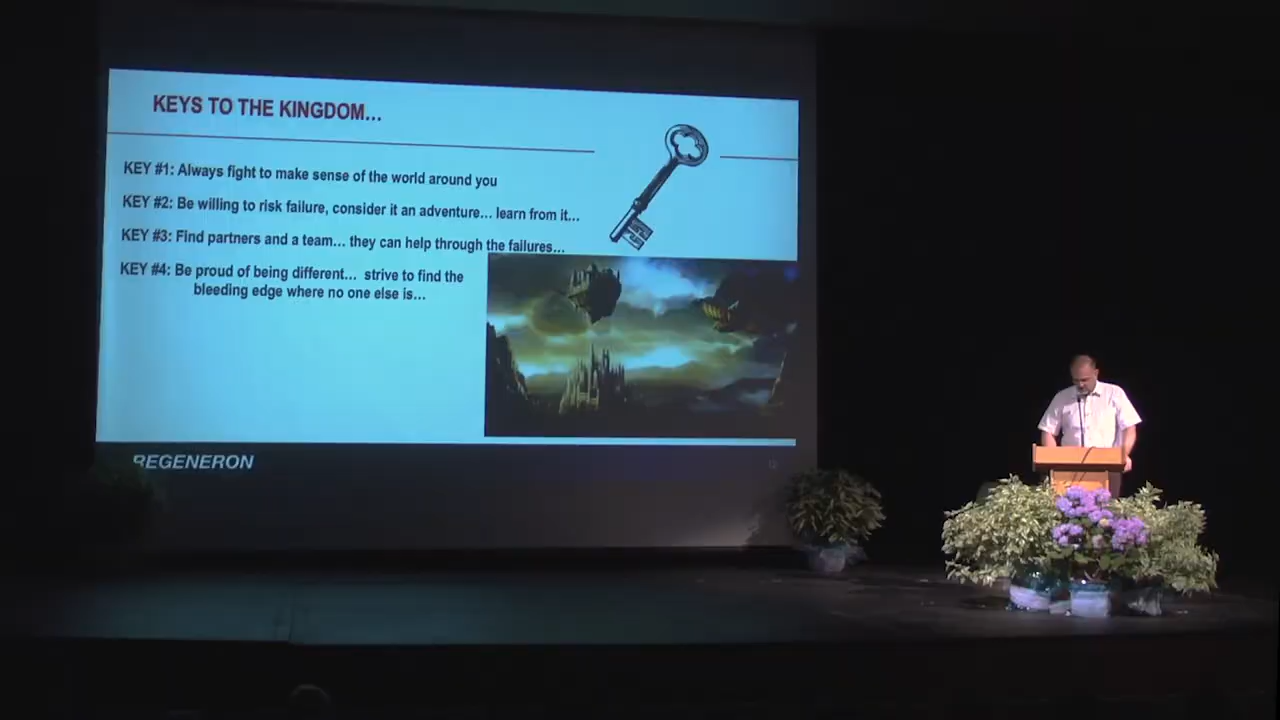 KEYS TO THE KINGDOM...
KEY #1: Always fight to make sense of the world around you
KEY #2: Be willing to risk failure, consider it an adventure... learn from it...
KEY #3: Find partners and a team... they can help through the failures...
KEY #4: Be proud of being different... strive to find the
bleeding edge where no one else is...
REGENERON